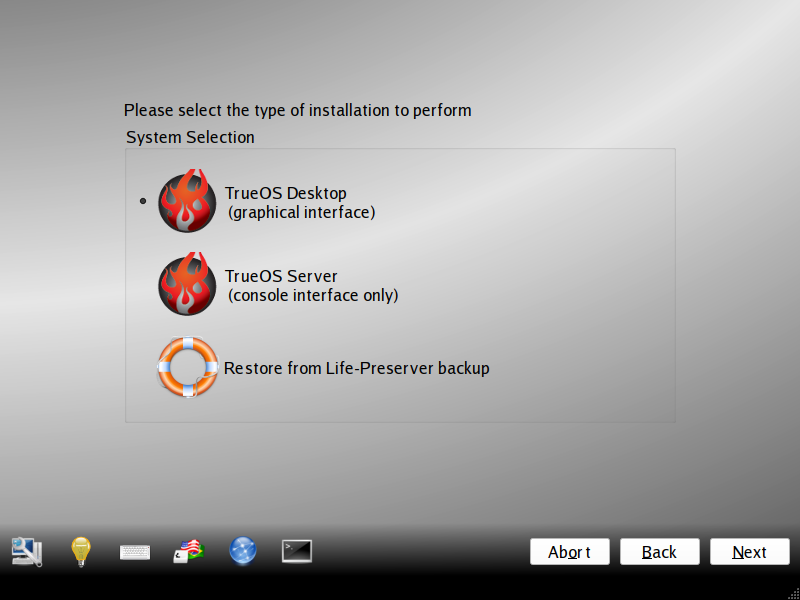 Please select the type of installation to perform
System Selection
TrueOS Desktop
(graphical interface)
TrueOS Server
(console interface only)
Restore from Life-Preserver backup
Abort
Back
Next